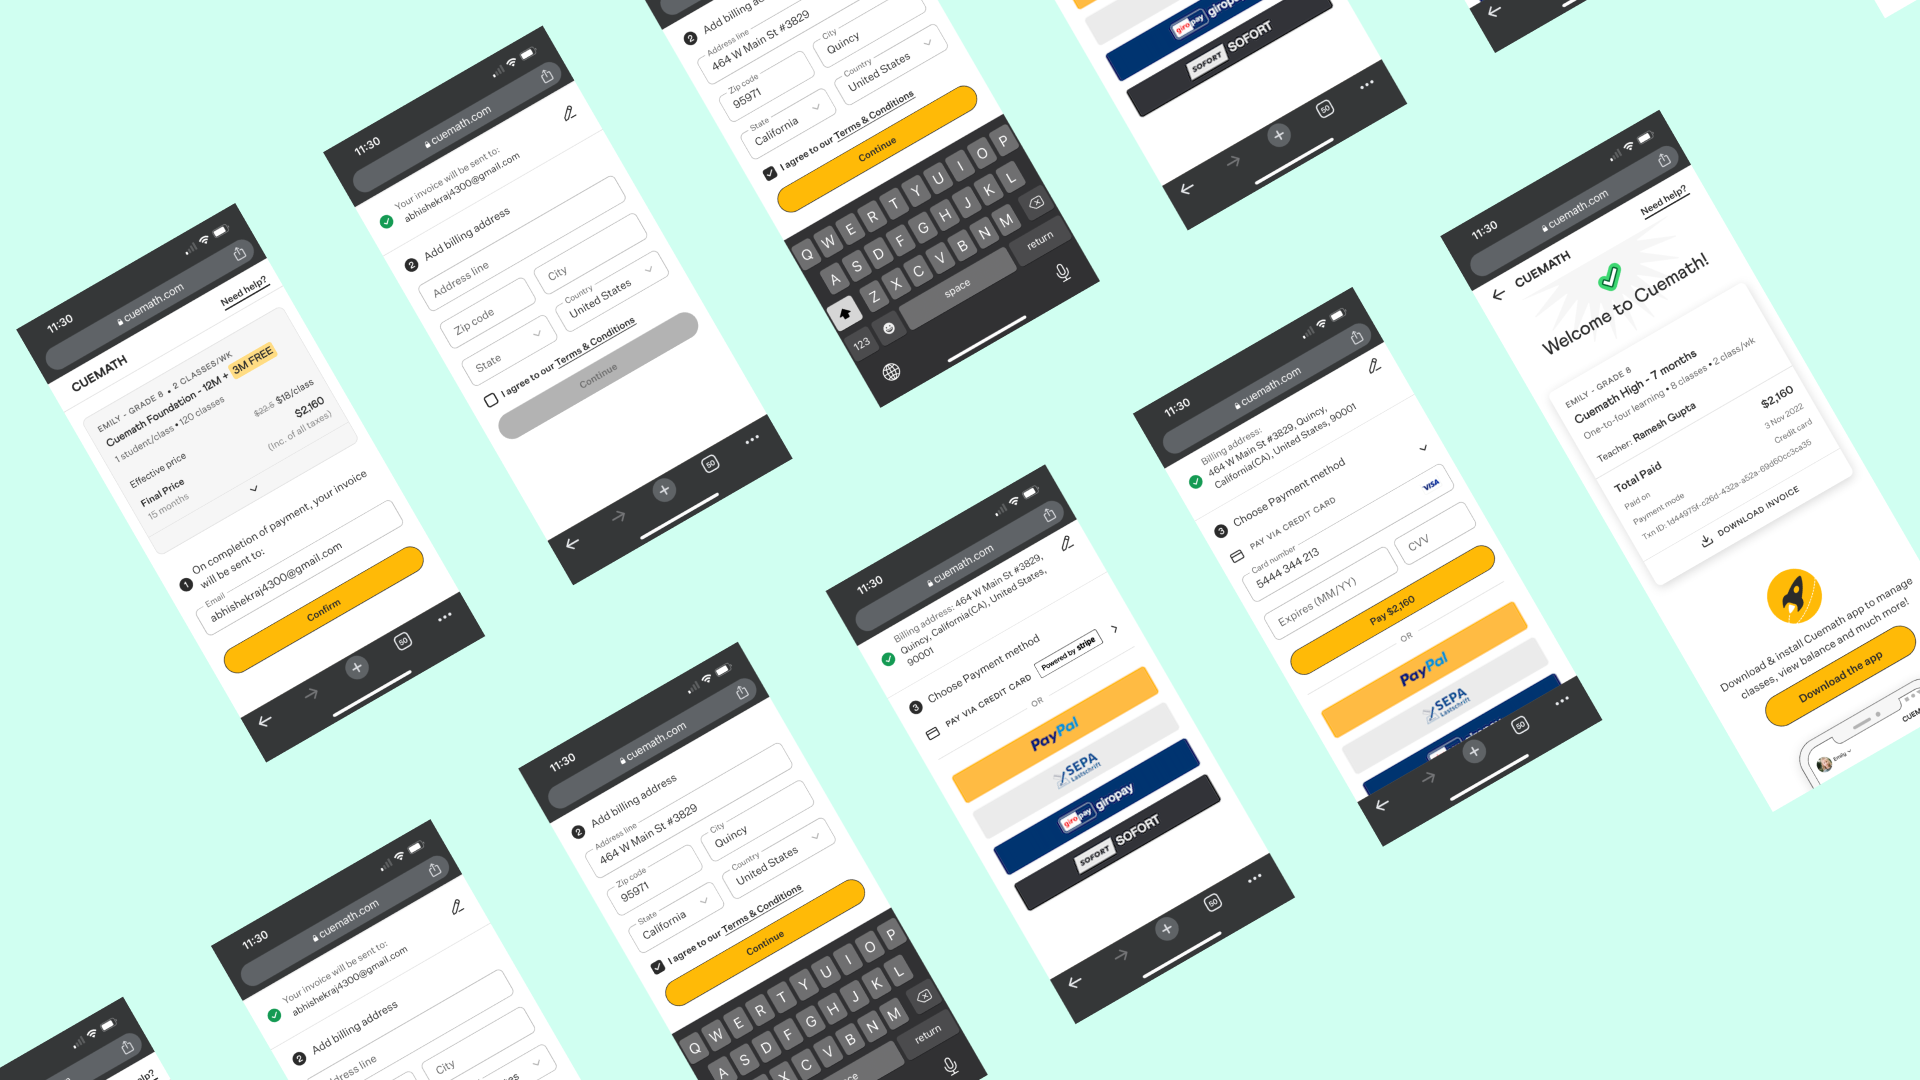 11:30
cuemath.com
CUEMATH
Need help?
EMILY - GRADE 8 • 2 CLASSES/WK
Cuemath Foundation - 12M + 3M FREE
1 student/class • 120 classes
Effective price
$22.5 $18/class
Final Price
$2,160
15 months
(Inc. of all taxes)
1
On completion of payment, your invoice
will be sent to:
Email
abhishekraj4300@gmail.com
Confirm
50
11:30
cuemath.com
Your invoice will be sent to:
abhishekraj4300@gmail.com
2
Add billing address
Address line
Zip code
City
State
Country
United States
I agree to our Terms & Conditions
Continue
50
2
Add billing
Address line
464 W Main St #3829
Zip code
95971
City
Quincy
State
California
Country
United States
I agree to our Terms & Conditions
Continue
Q W E R T Y U I O P
A S D F G H J K L
Z X C V B N M
123
space
return
giropay giropay
SOFORT SOFORT
50
11:30
cuemath.com
CUEMATH
Need help?
Welcome to Cuemath!
EMILY - GRADE 8
Cuemath High - 7 months
One-to-four learning • 8 classes • 2 class/wk
Teacher: Ramesh Gupta
Total Paid
$2,160
Paid on
3 Nov 2022
Payment mode
Credit card
Txn ID: 1d44975f-c26d-432a-a52a-69d60cc3ca35
DOWNLOAD INVOICE
Download & install Cuemath app to manage
classes, view balance and much more!
Download the app
Emily
11:30
cuemath.com
Billing address:
464 W Main St #3829, Quincy,
California(CA), United States, 90001
3
Choose Payment method
PAY VIA CREDIT CARD
Card number
5444 344 213
VISA
Expires (MM/YY)
CVV
Pay $2,160
OR
PayPal
SEPA
Lastschrift
50
11:30
cuemath.com
Billing address: 464 W Main St #3829,
Quincy, California(CA), United States,
90001
3
Choose Payment method
PAY VIA CREDIT CARD
Powered by stripe
OR
PayPal
SEPA
Lastschrift
giropay giropay
SOFORT SOFORT
50
11:30
cuemath.com
2
Add billing address
Address line
464 W Main St #3829
Zip code
95971
City
Quincy
State
California
Country
United States
I agree to our Terms & Conditions
Continue
Q W E R T Y U I O P
A S D F G H J K L
X C V B N M
return
11:30
cuemath.com
Your invoice will be sent to:
abhishekraj4300@gmail.com
2
Add billing address
City